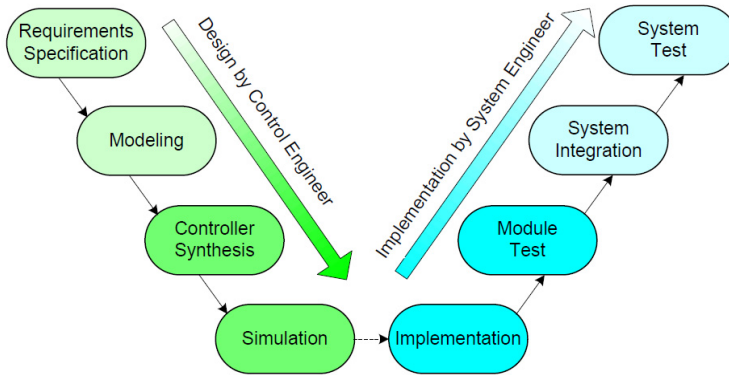 Requirements
Specification
Design by Control Engineer
Modeling
Controller
Synthesis
Simulation
Implementation
Implementation by System Engineer
Module
Test
System
Integration
System
Test